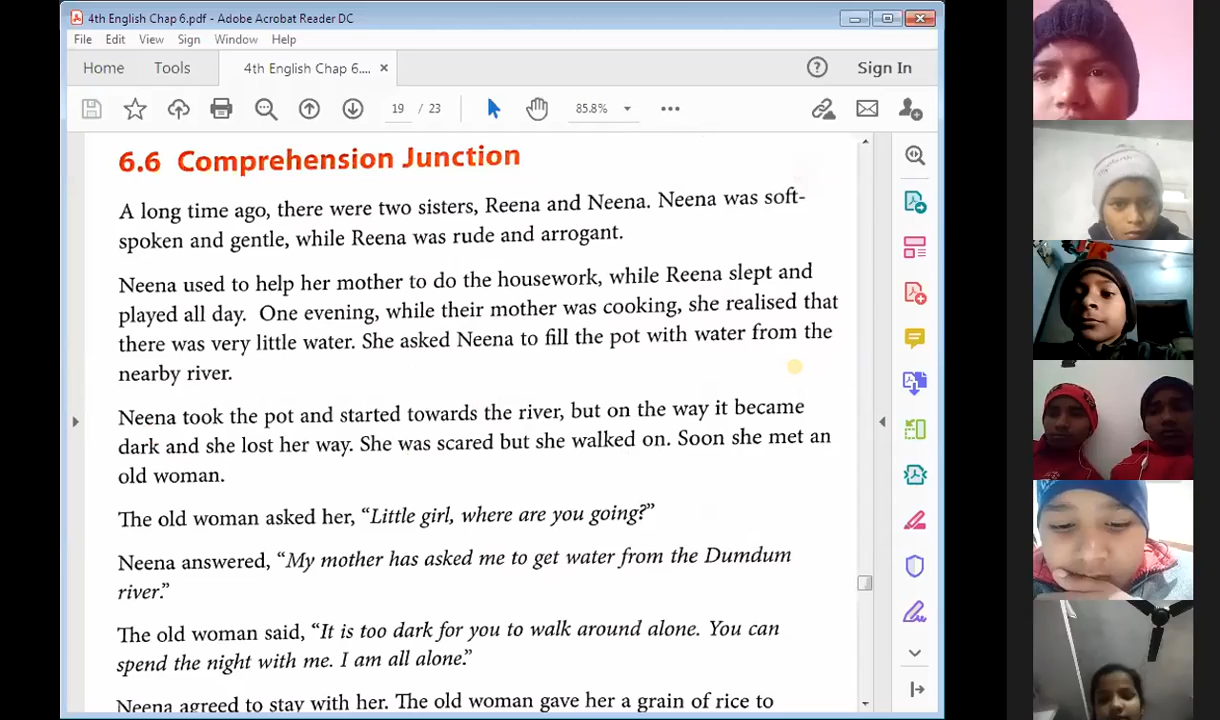 4th English Chap 6.pdf - Adobe Acrobat Reader DC
File Edit View Sign Window Help
Home Tools 4th English Chap 6.... × Sign In
19 / 23 85.8%
6.6 Comprehension Junction
A long time ago, there were two sisters, Reena and Neena. Neena was soft-
spoken and gentle, while Reena was rude and arrogant.
Neena used to help her mother to do the housework, while Reena slept and
played all day. One evening, while their mother was cooking, she realised that
there was very little water. She asked Neena to fill the pot with water from the
nearby river.
Neena took the pot and started towards the river, but on the way it became
dark and she lost her way. She was scared but she walked on. Soon she met an
old woman.
The old woman asked her, “Little girl, where are you going?”
Neena answered, “My mother has asked me to get water from the Dumdum
river.”
The old woman said, “It is too dark for you to walk around alone. You can
spend the night with me. I am all alone.”
Neena agreed to stay with her. The old woman gave her a grain of rice to